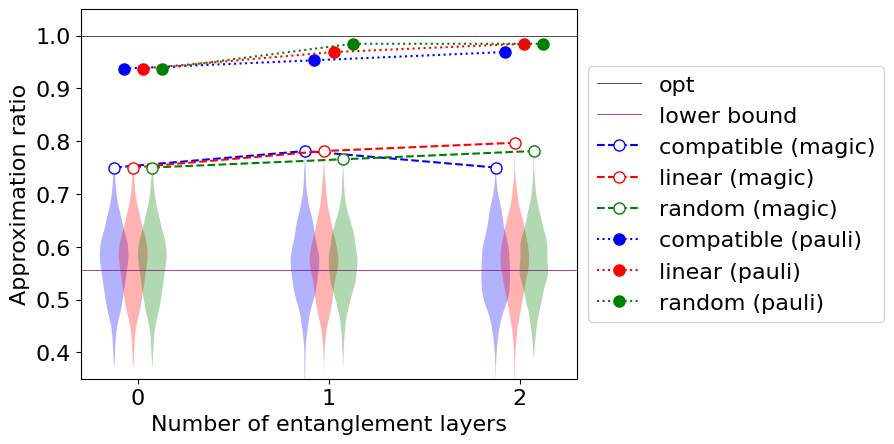 1.0
0.9
0.8
0.7
0.6
0.5
0.4
Approximation ratio
0
1
2
Number of entanglement layers
opt
lower bound
compatible (magic)
linear (magic)
random (magic)
compatible (pauli)
linear (pauli)
random (pauli)